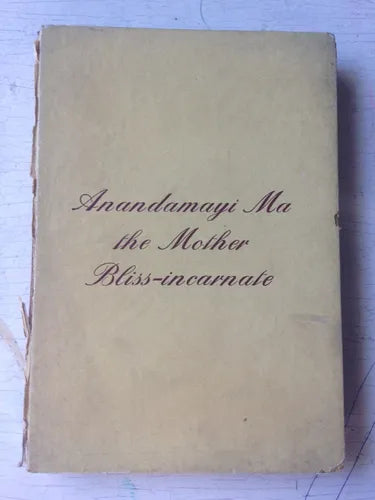 Anandamayi Ma
the Mother
Bliss-incarnate